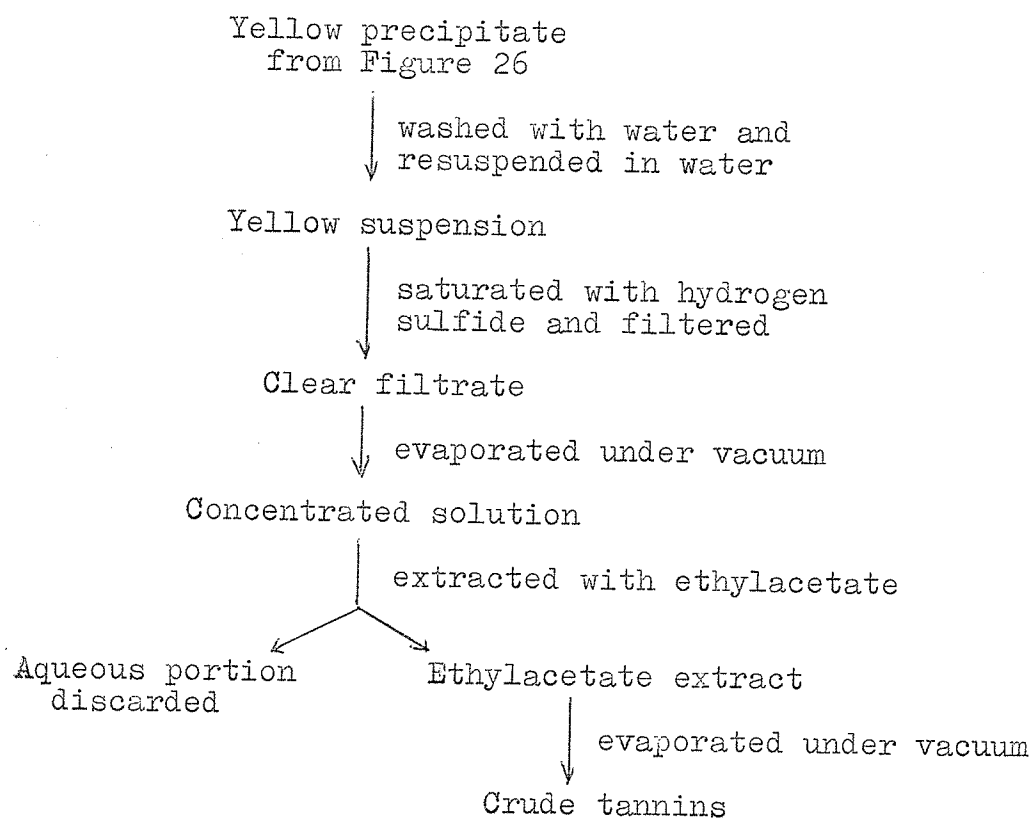 Yellow precipitate
from Figure 26
washed with water and
resuspended in water
Yellow suspension
saturated with hydrogen
sulfide and filtered
Clear filtrate
evaporated under vacuum
Concentrated solution
extracted with ethylacetate
Aqueous portion
discarded
Ethylacetate extract
evaporated under vacuum
Crude tannins